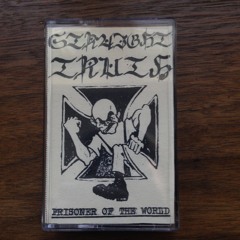 STRAIGHT
TRUTH
PRISONER OF THE WORLD